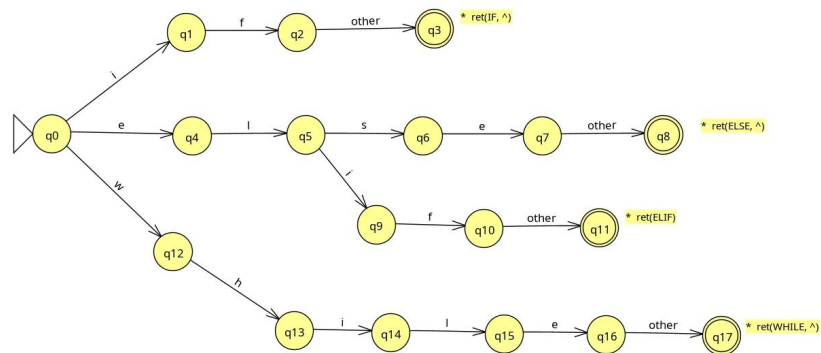 q1 f q2 other q3 * ret(IF, ^)
i
q0 e q4 l q5 s q6 e q7 other q8 * ret(ELSE, ^)
w
i
q9 f q10 other q11 * ret(ELIF)
q12
h
q13 i q14 l q15 e q16 other q17 * ret(WHILE, ^)